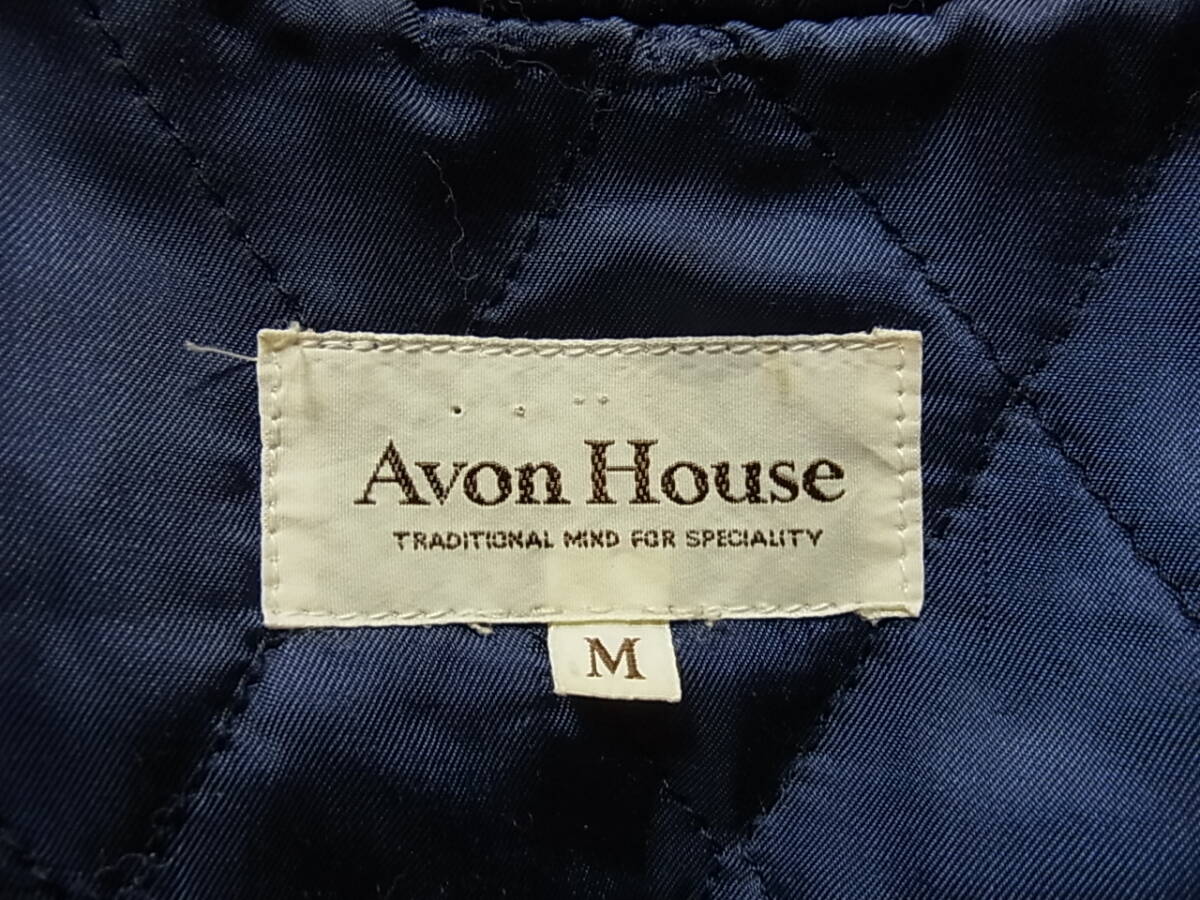 Avon House
TRADITIONAL MIND FOR SPECIALITY
M